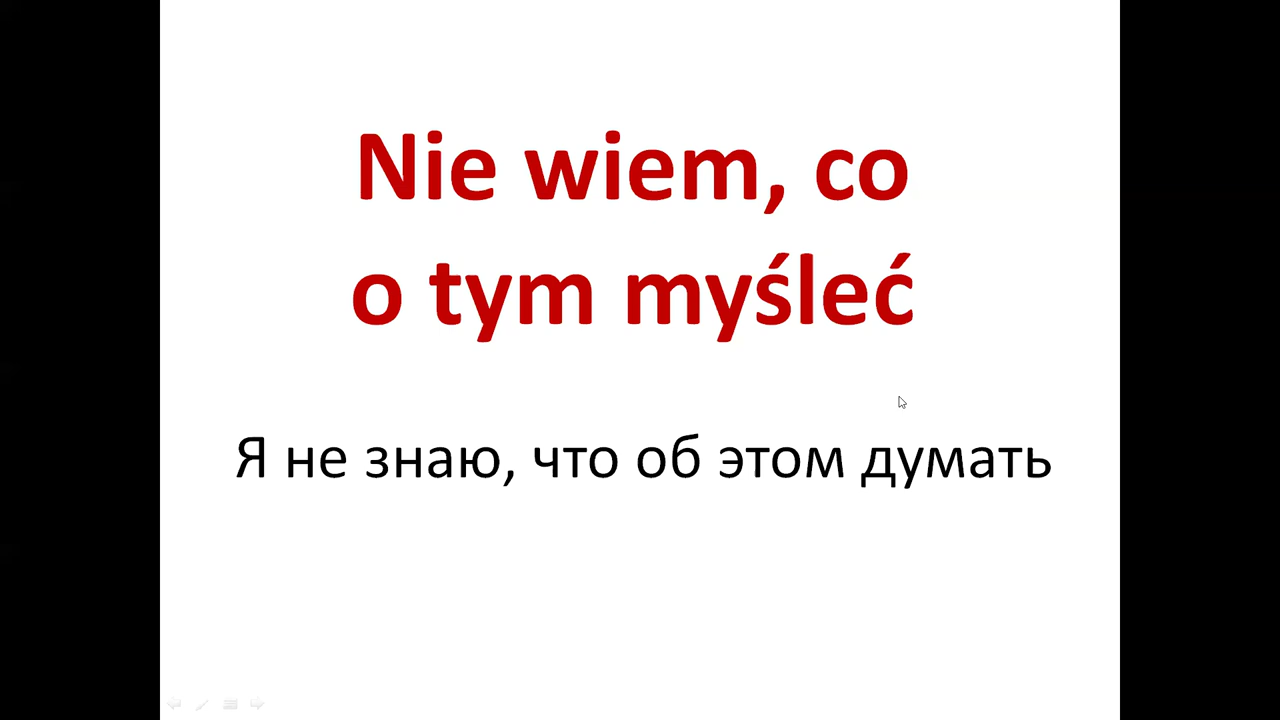 Nie wiem, co
o tym myśleć
Я не знаю, что об этом думать